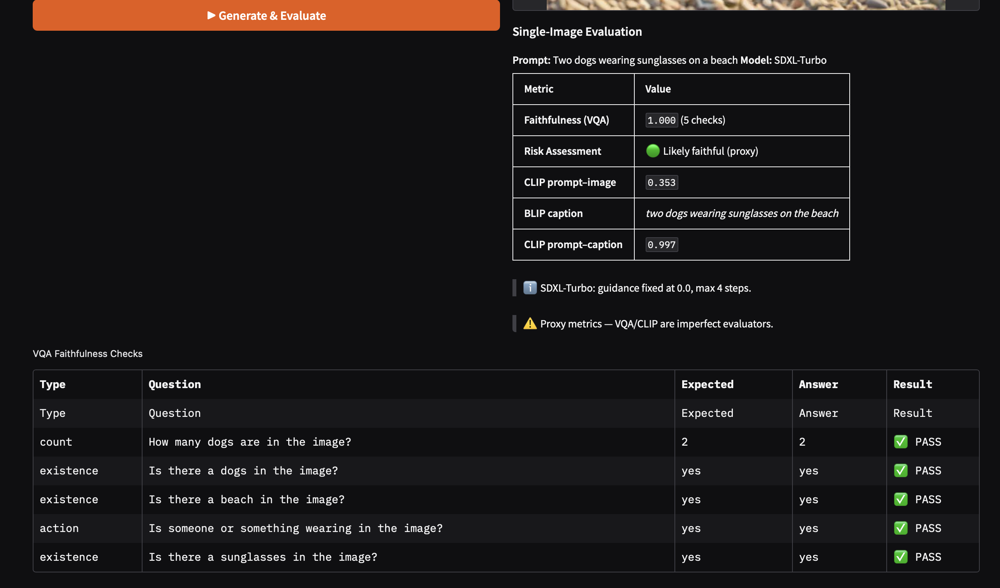 ▶ Generate & Evaluate
Single-Image Evaluation
Prompt: Two dogs wearing sunglasses on a beach Model: SDXL-Turbo
Metric Value
Faithfulness (VQA) 1.000 (5 checks)
Risk Assessment 🟢 Likely faithful (proxy)
CLIP prompt–image 0.353
BLIP caption two dogs wearing sunglasses on the beach
CLIP prompt–caption 0.997
ℹ️ SDXL-Turbo: guidance fixed at 0.0, max 4 steps.
⚠️ Proxy metrics — VQA/CLIP are imperfect evaluators.
VQA Faithfulness Checks
Type Question Expected Answer Result
Type Question Expected Answer Result
count How many dogs are in the image? 2 2 ✅ PASS
existence Is there a dogs in the image? yes yes ✅ PASS
existence Is there a beach in the image? yes yes ✅ PASS
action Is someone or something wearing in the image? yes yes ✅ PASS
existence Is there a sunglasses in the image? yes yes ✅ PASS